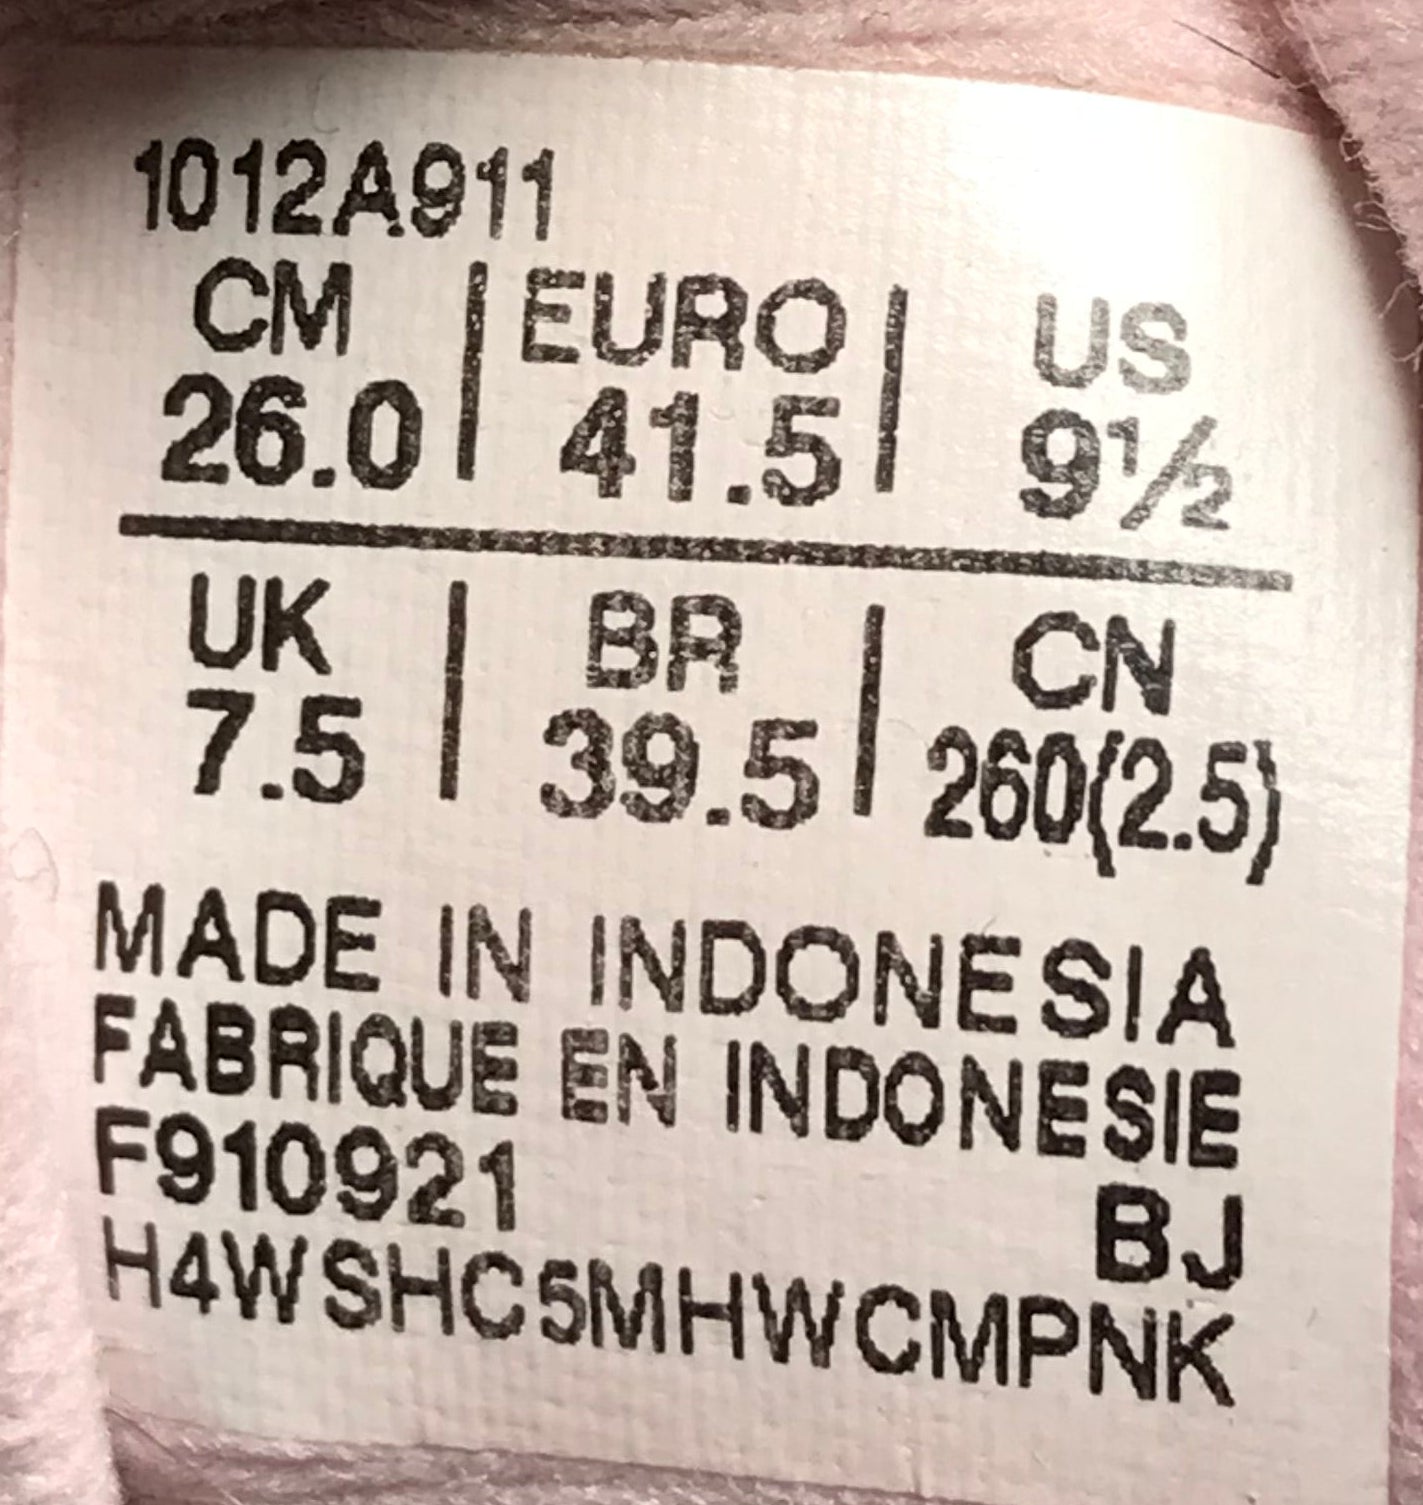 1012A911
CM | EURO | US
26.0 | 41.5 | 9½
UK | BR | CN
7.5 | 39.5 | 260(2.5)
MADE IN INDONESIA
FABRIQUE EN INDONESIE
F910921 BJ
H4WSHC5MHWCMPNK